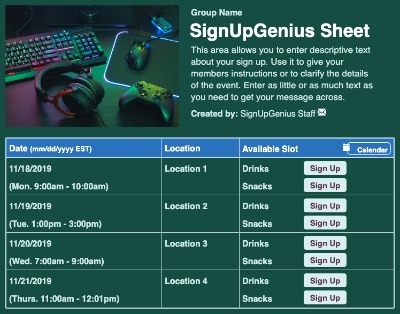 Group Name
SignUpGenius Sheet
This area allows you to enter descriptive text
about your sign up. Use it to give your
members instructions or to clarify the details
of the event. Enter as little or as much text as
you need to get your message across.
Created by: SignUpGenius Staff
Date (mm/dd/yyyy EST) Location Available Slot Calendar
11/18/2019 Location 1 Drinks Sign Up
(Mon. 9:00am - 10:00am) Snacks Sign Up
11/19/2019 Location 2 Drinks Sign Up
(Tue. 1:00pm - 3:00pm) Snacks Sign Up
11/20/2019 Location 3 Drinks Sign Up
(Wed. 7:00am - 9:00am) Snacks Sign Up
11/21/2019 Location 4 Drinks Sign Up
(Thurs. 11:00am - 12:01pm) Snacks Sign Up